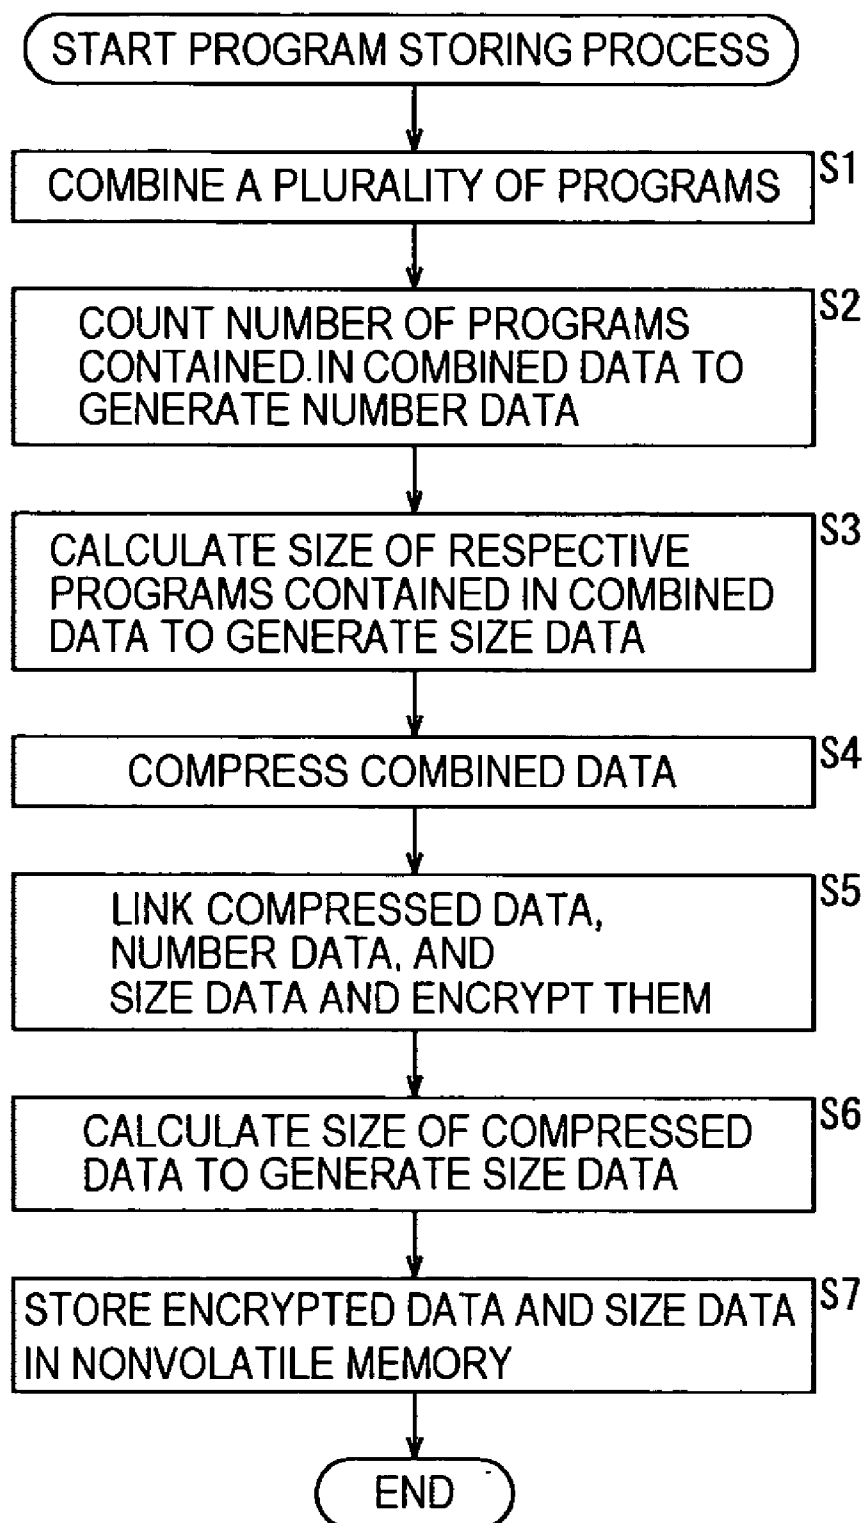 START PROGRAM STORING PROCESS
S1
COMBINE A PLURALITY OF PROGRAMS
S2
COUNT NUMBER OF PROGRAMS
CONTAINED.IN COMBINED DATA TO
GENERATE NUMBER DATA
S3
CALCULATE SIZE OF RESPECTIVE
PROGRAMS CONTAINED IN COMBINED
DATA TO GENERATE SIZE DATA
S4
COMPRESS COMBINED DATA
S5
LINK COMPRESSED DATA,
NUMBER DATA, AND
SIZE DATA AND ENCRYPT THEM
S6
CALCULATE SIZE OF COMPRESSED
DATA TO GENERATE SIZE DATA
S7
STORE ENCRYPTED DATA AND SIZE DATA
IN NONVOLATILE MEMORY
END